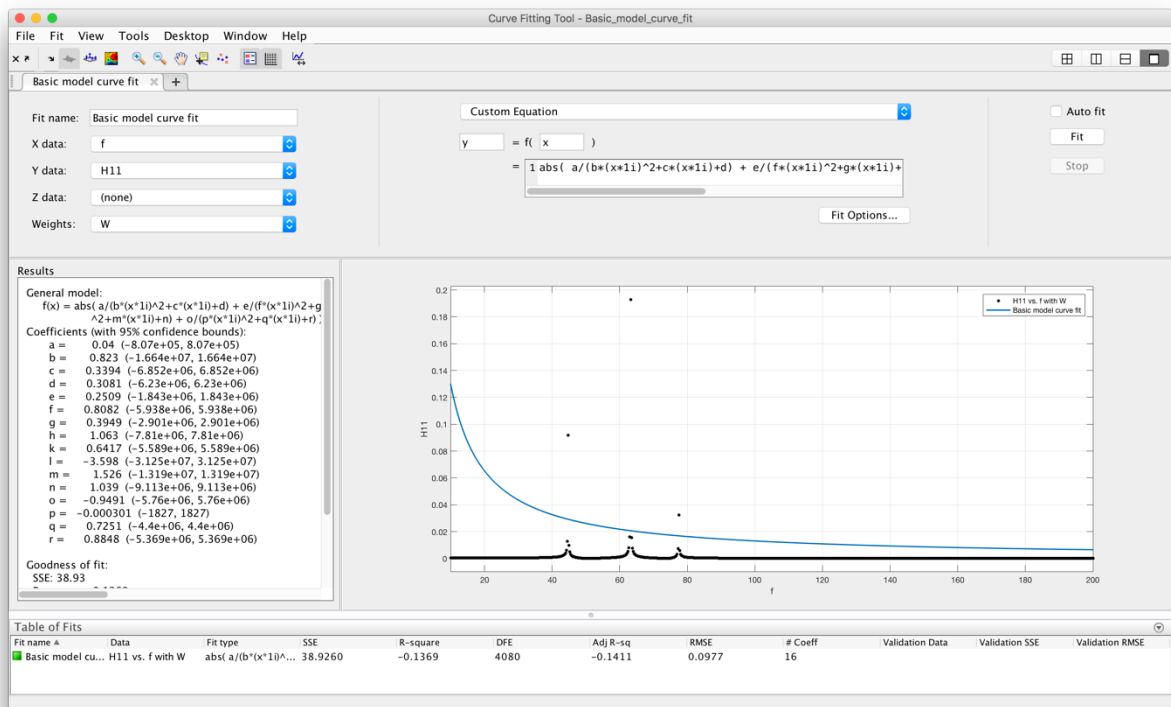 Curve Fitting Tool - Basic_model_curve_fit
File Fit View Tools Desktop Window Help
Basic model curve fit
Fit name: Basic model curve fit
X data: f
Y data: H11
Z data: (none)
Weights: W
Custom Equation
y = f( x )
= 1 abs( a/(b*(x*1i)^2+c*(x*1i)+d) + e/(f*(x*1i)^2+g*(x*1i)+
Fit Options...
Auto fit
Fit
Stop
Results
General model:
f(x) = abs( a/(b*(x*1i)^2+c*(x*1i)+d) + e/(f*(x*1i)^2+g
^2+m*(x*1i)+n) + o/(p*(x*1i)^2+q*(x*1i)+r) )
Coefficients (with 95% confidence bounds):
a = 0.04 (-8.07e+05, 8.07e+05)
b = 0.823 (-1.664e+07, 1.664e+07)
c = 0.3394 (-6.852e+06, 6.852e+06)
d = 0.3081 (-6.23e+06, 6.23e+06)
e = 0.2509 (-1.843e+06, 1.843e+06)
f = 0.8082 (-5.938e+06, 5.938e+06)
g = 0.3949 (-2.901e+06, 2.901e+06)
h = 1.063 (-7.81e+06, 7.81e+06)
k = 0.6417 (-5.589e+06, 5.589e+06)
l = -3.598 (-3.125e+07, 3.125e+07)
m = 1.526 (-1.319e+07, 1.319e+07)
n = 1.039 (-9.113e+06, 9.113e+06)
o = -0.9491 (-5.76e+06, 5.76e+06)
p = -0.000301 (-1827, 1827)
q = 0.7251 (-4.4e+06, 4.4e+06)
r = 0.8848 (-5.369e+06, 5.369e+06)
Goodness of fit:
SSE: 38.93
H11 vs. f with W
Basic model curve fit
0.2
0.18
0.16
0.14
0.12
0.1
0.08
0.06
0.04
0.02
0
H11
20 40 60 80 100 120 140 160 180 200
f
Table of Fits
Fit name Data Fit type SSE R-square DFE Adj R-sq RMSE # Coeff Validation Data Validation SSE Validation RMSE
Basic model cu... H11 vs. f with W abs( a/(b*(x*1i)^... 38.9260 -0.1369 4080 -0.1411 0.0977 16